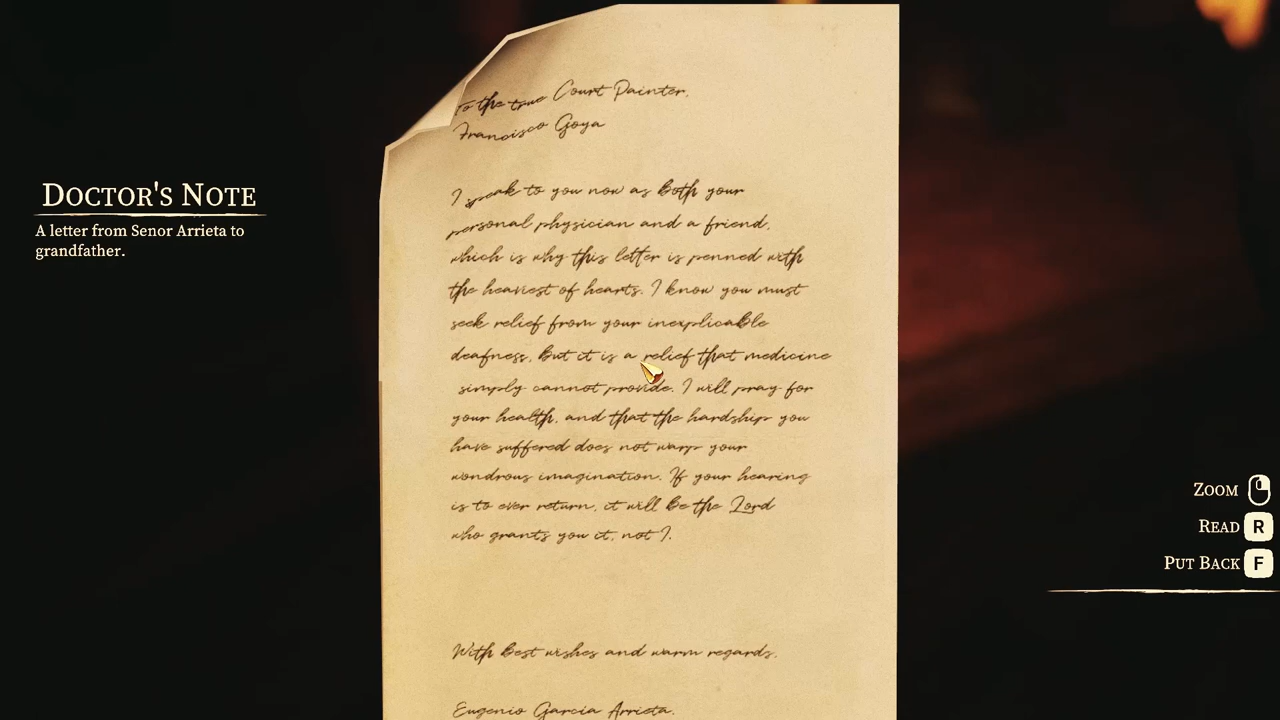 To the true Court Painter,
Francisco Goya
I speak to you now as both your
personal physician and a friend,
which is why this letter is penned with
the heaviest of hearts. I know you must
seek relief from your inexplicable
deafness. But it is a relief that medicine
simply cannot provide. I will pray for
your health, and that the hardship you
have suffered does not warp your
wondrous imagination. If your hearing
is to ever return, it will be the Lord
who grants you it, not I.
With best wishes and warm regards,
Eugenio Garcia Arrieta.
DOCTOR'S NOTE
A letter from Senor Arrieta to
grandfather.
ZOOM
READ R
PUT BACK F